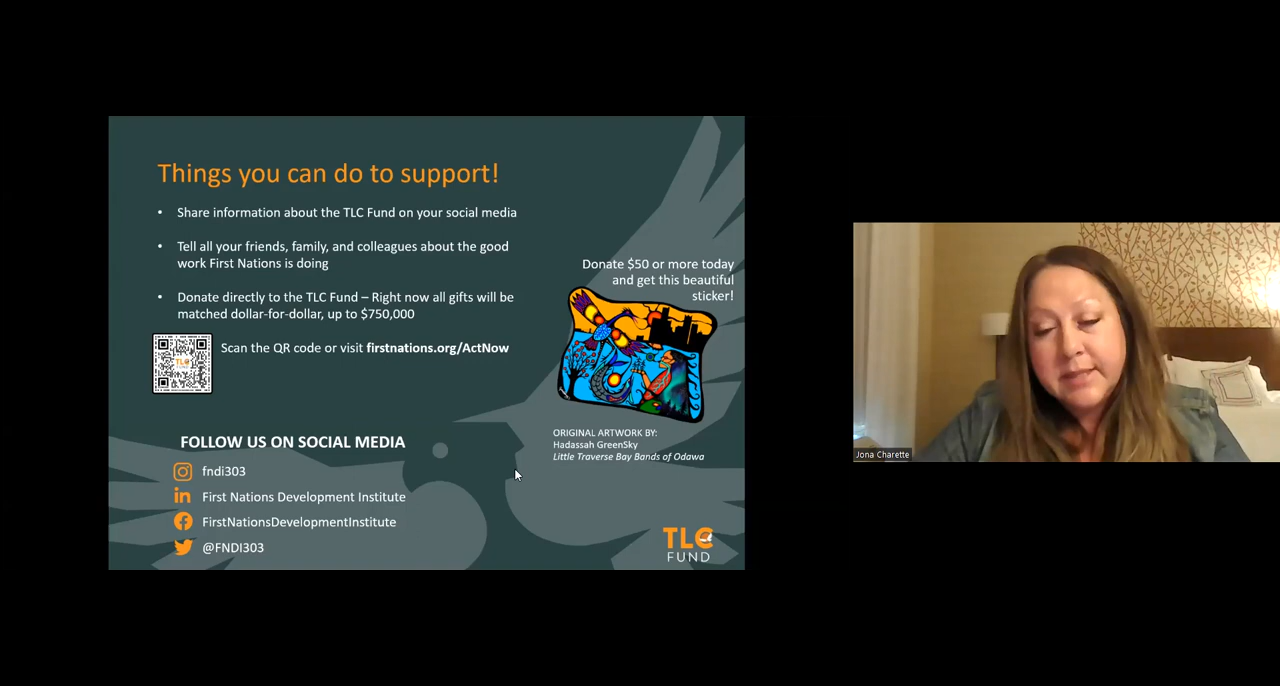 Things you can do to support!
• Share information about the TLC Fund on your social media
• Tell all your friends, family, and colleagues about the good
work First Nations is doing
• Donate directly to the TLC Fund – Right now all gifts will be
matched dollar-for-dollar, up to $750,000
TLC
Scan the QR code or visit firstnations.org/ActNow
Donate $50 or more today
and get this beautiful
sticker!
ORIGINAL ARTWORK BY:
Hadassah GreenSky
Little Traverse Bay Bands of Odawa
FOLLOW US ON SOCIAL MEDIA
fndi303
in First Nations Development Institute
FirstNationsDevelopmentInstitute
@FNDI303
TLC
FUND
Jona Charette